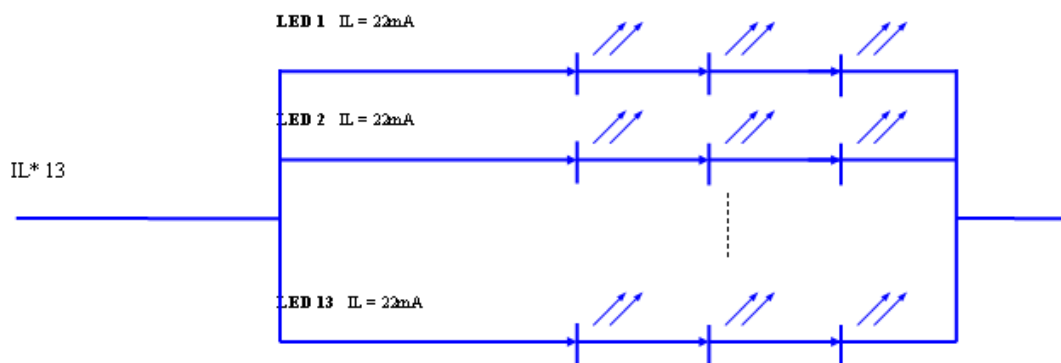 LED 1 IL = 22mA
LED 2 IL = 22mA
IL* 13
LED 13 IL = 22mA